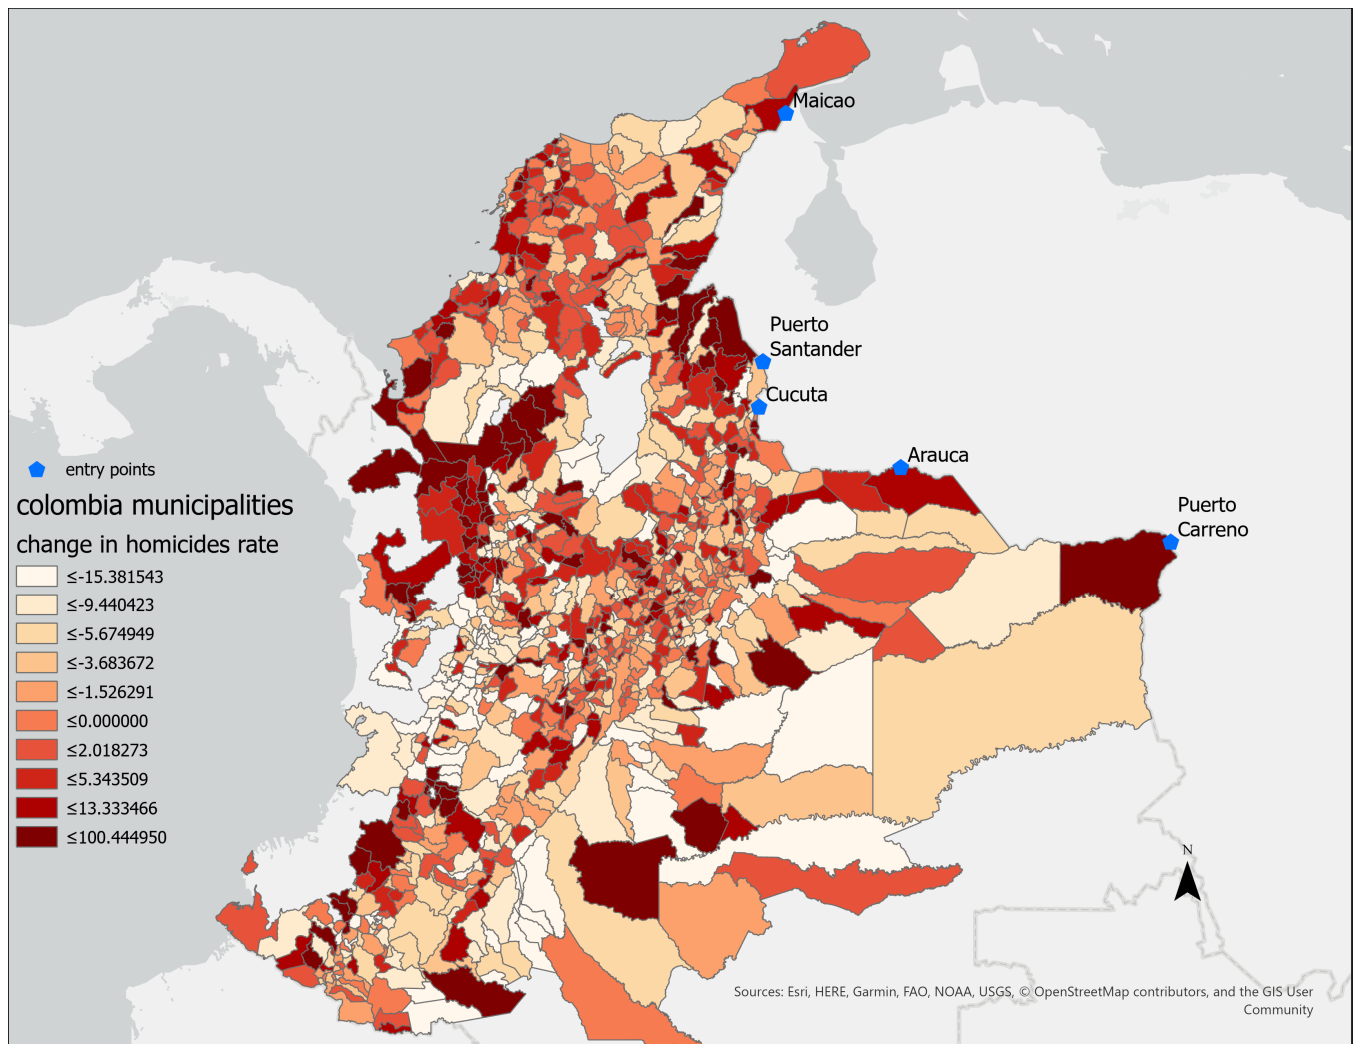 Maicao
Puerto
Santander
Cucuta
Arauca
Puerto
Carreno
entry points
colombia municipalities
change in homicides rate
≤-15.381543
≤-9.440423
≤-5.674949
≤-3.683672
≤-1.526291
≤0.000000
≤2.018273
≤5.343509
≤13.333466
≤100.444950
N
Sources: Esri, HERE, Garmin, FAO, NOAA, USGS, © OpenStreetMap contributors, and the GIS User
Community